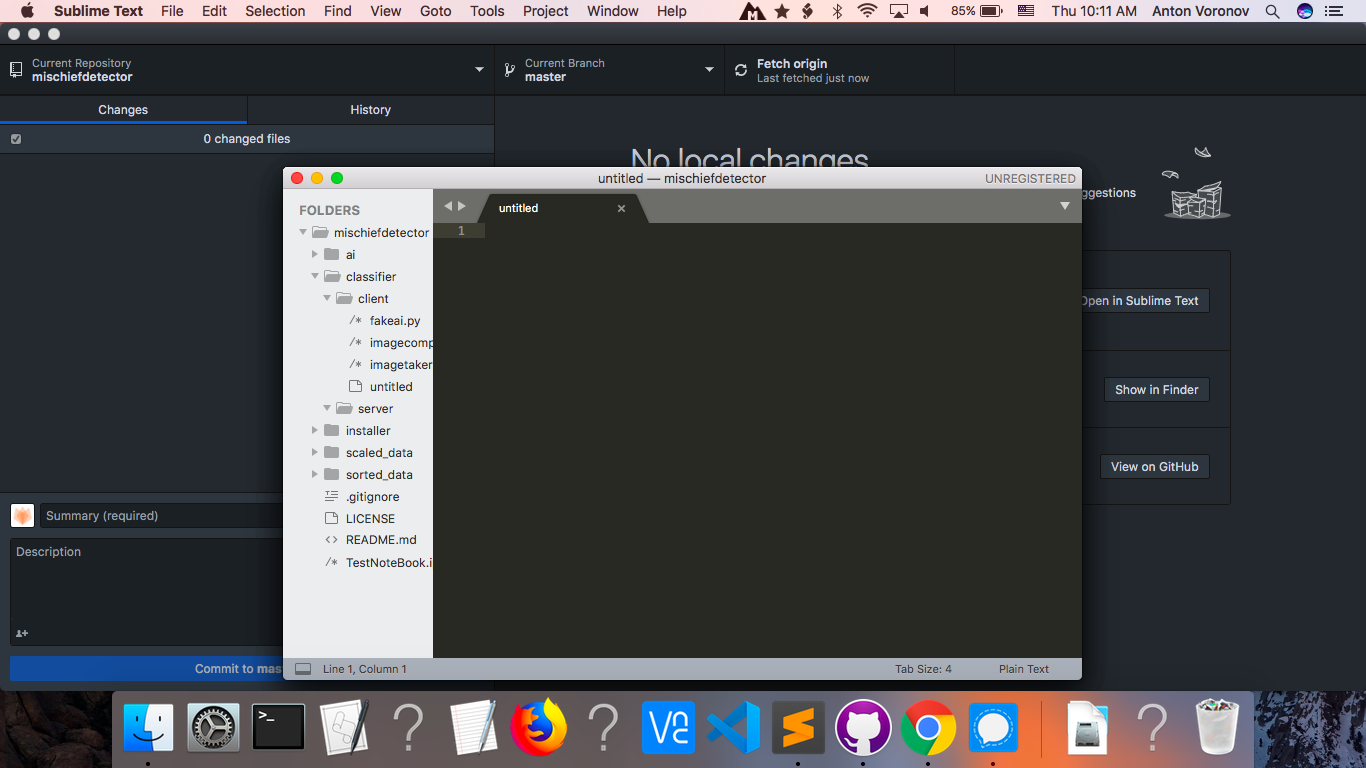 Sublime Text File Edit Selection Find View Goto Tools Project Window Help 85% Thu 10:11 AM Anton Voronov
Current Repository
mischiefdetector
Current Branch
master
Fetch origin
Last fetched just now
Changes History
0 changed files
No local changes
ggestions
Open in Sublime Text
Show in Finder
View on GitHub
Summary (required)
Description
Commit to mas
untitled — mischiefdetector UNREGISTERED
FOLDERS
mischiefdetector
ai
classifier
client
/* fakeai.py
/* imagecomp
/* imagetaker
untitled
server
installer
scaled_data
sorted_data
.gitignore
LICENSE
<> README.md
/* TestNoteBook.i
untitled ×
1
Line 1, Column 1 Tab Size: 4 Plain Text
>_ ? ? VC ?